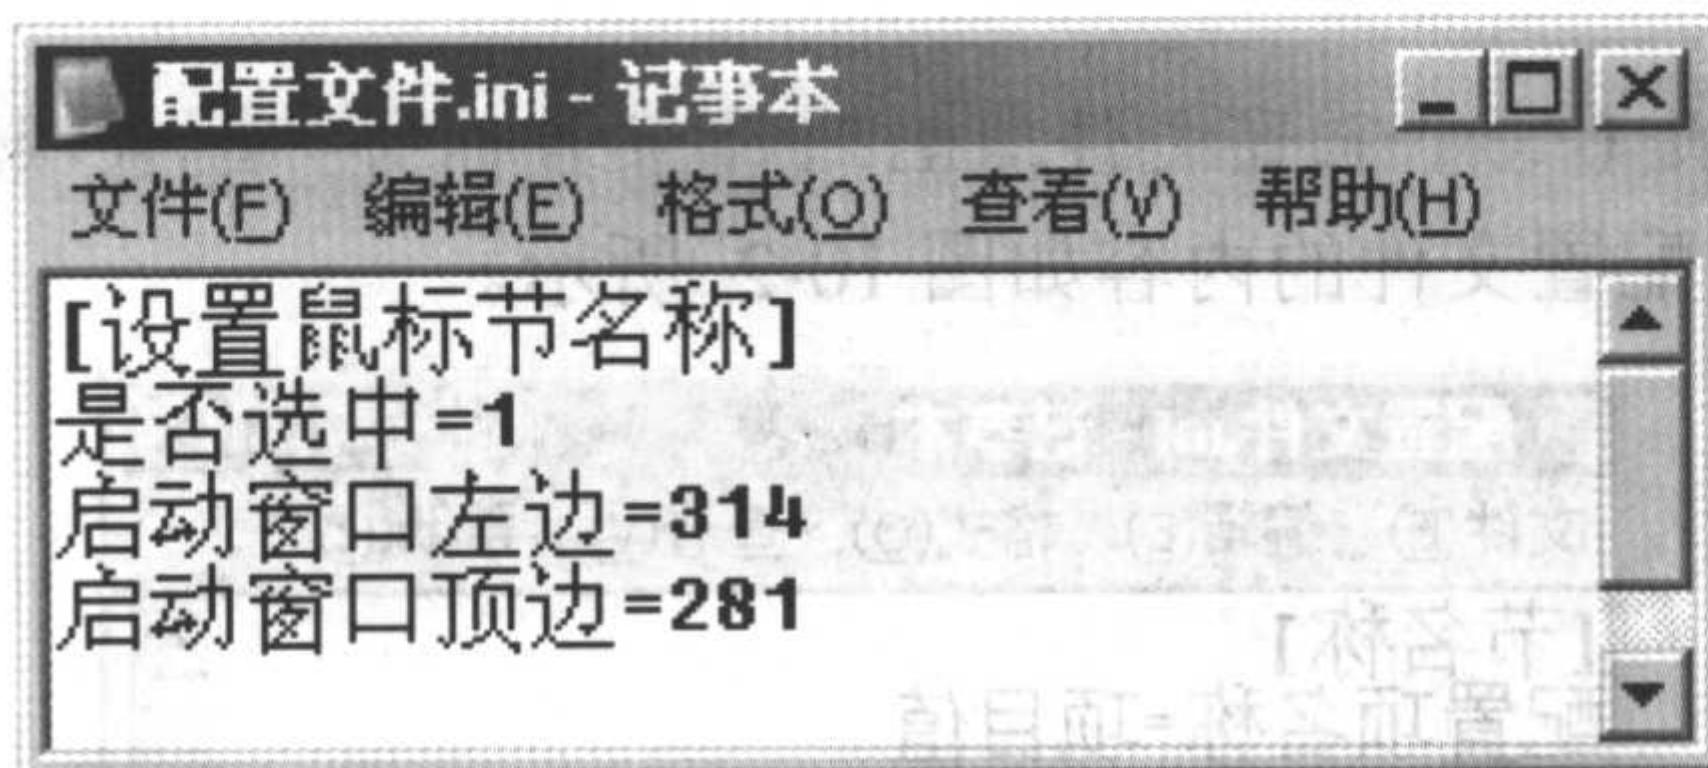 配置文件.ini - 记事本
文件(F) 编辑(E) 格式(O) 查看(V) 帮助(H)
[设置鼠标节名称]
是否选中=1
启动窗口左边=314
启动窗口顶边=281